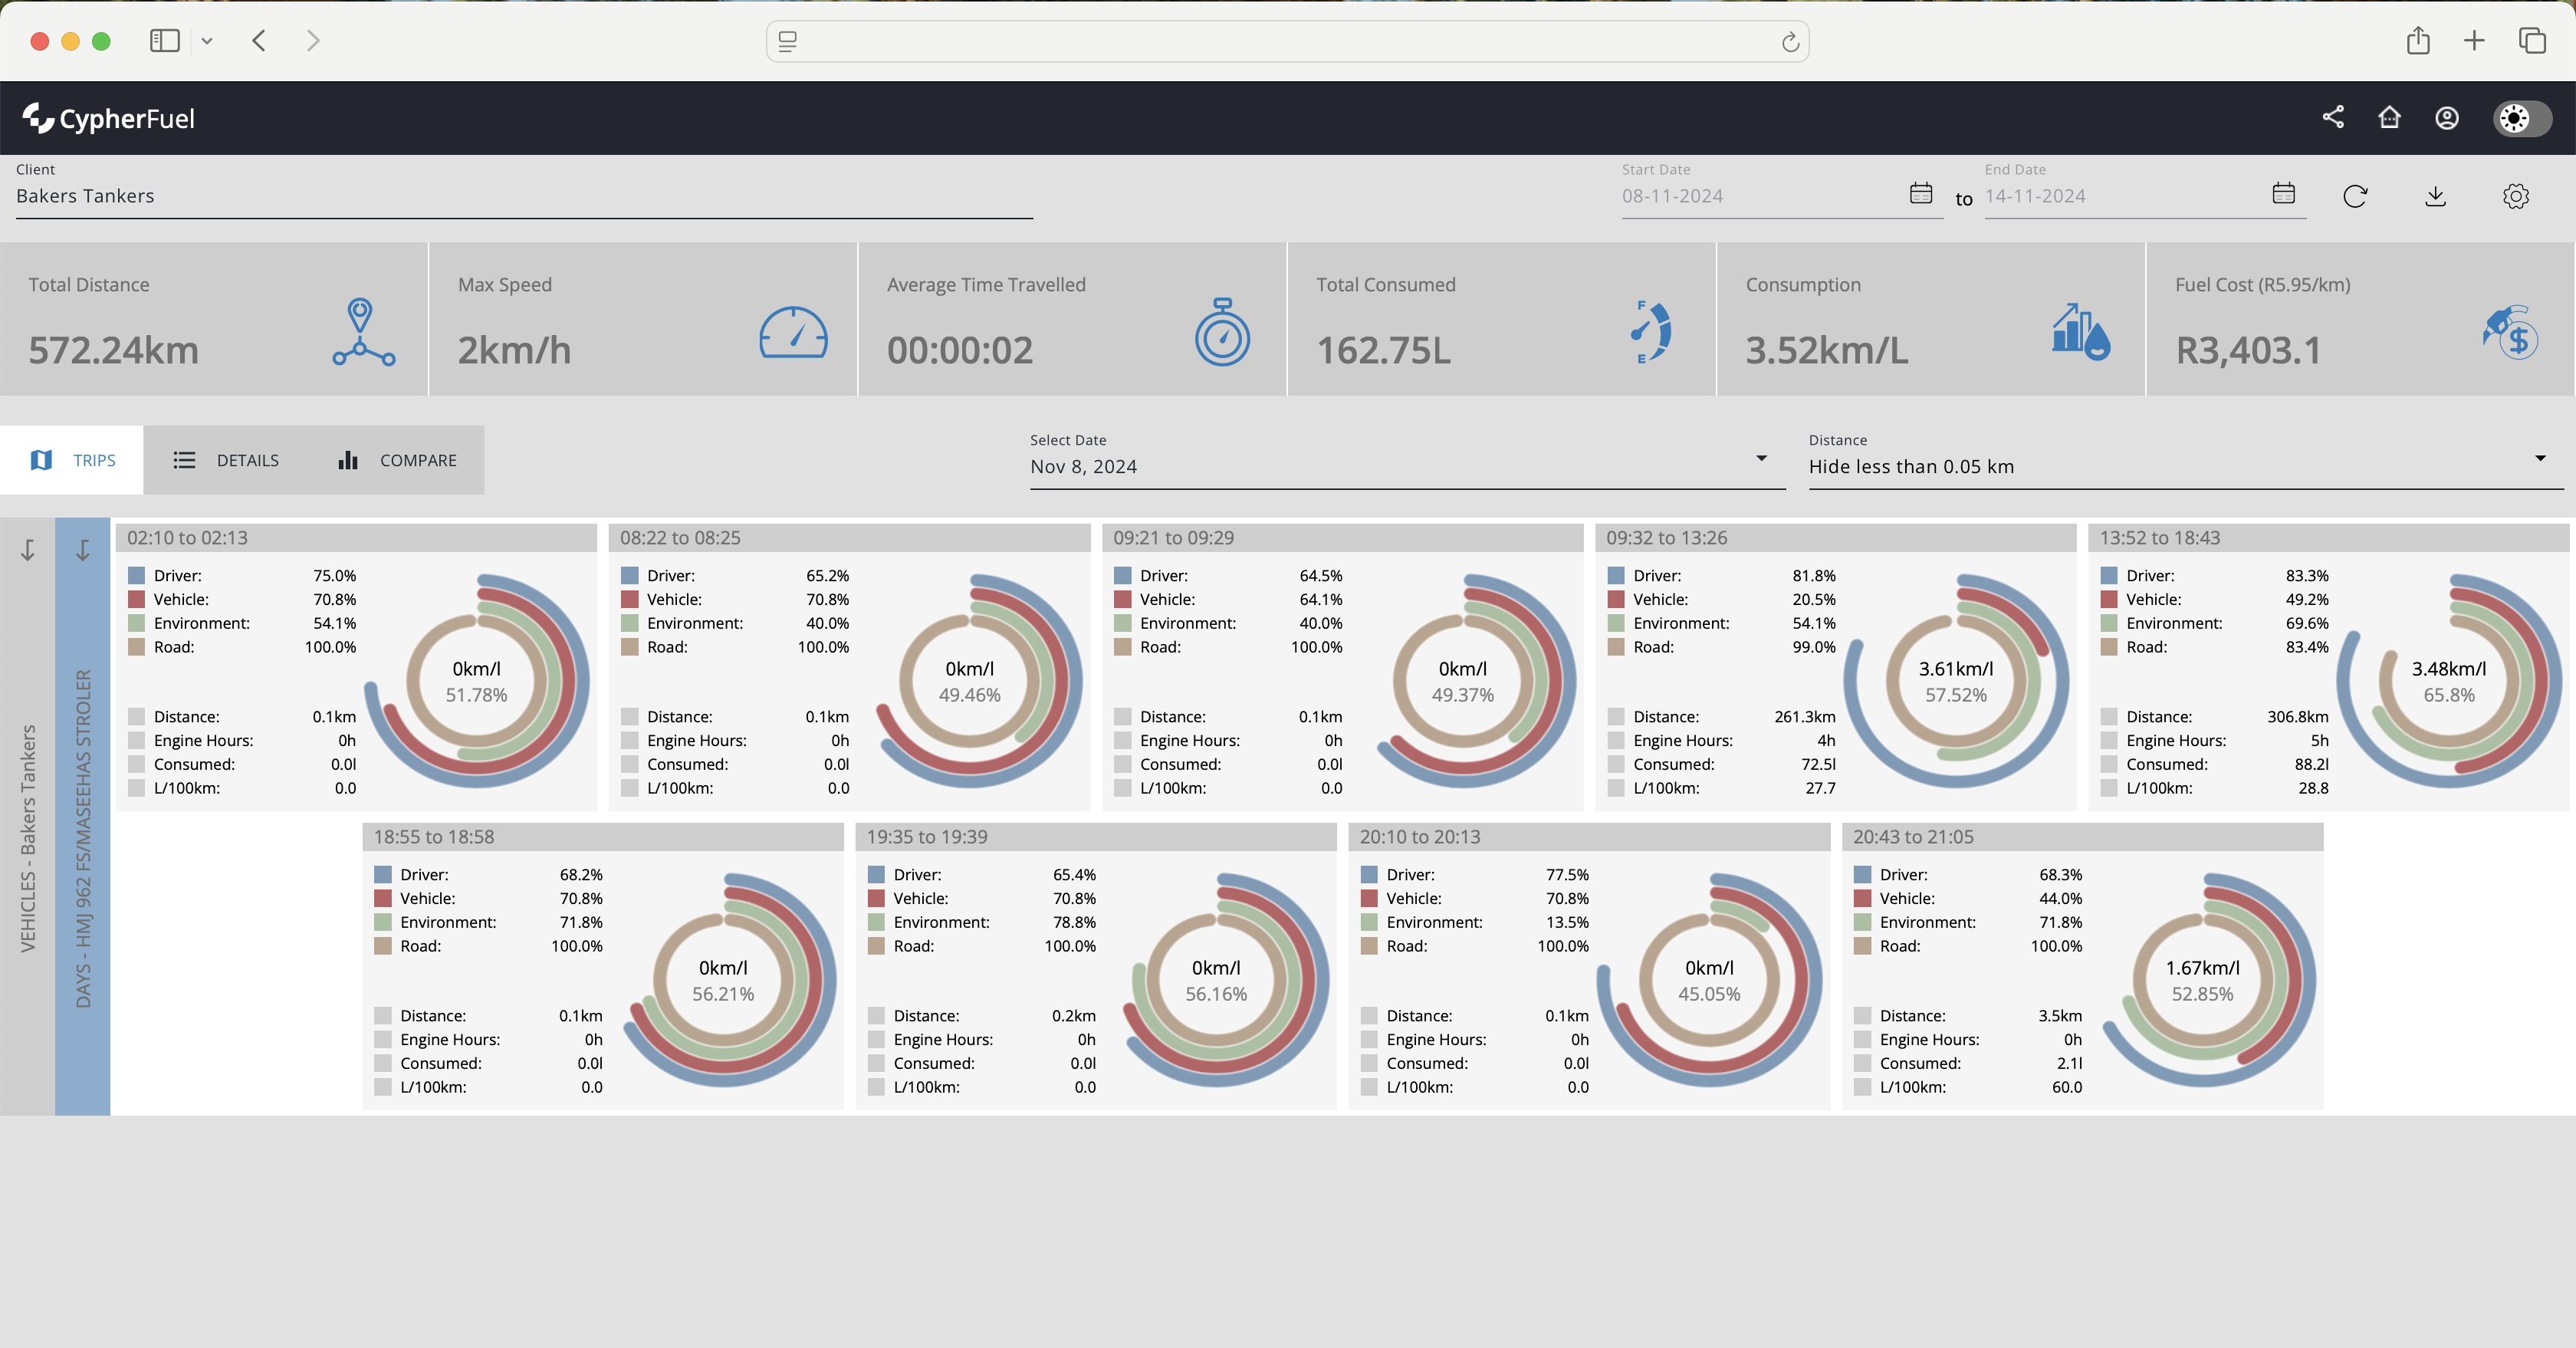 CypherFuel
Client
Bakers Tankers
Start Date
08-11-2024
to
End Date
14-11-2024
Total Distance
572.24km
Max Speed
2km/h
Average Time Travelled
00:00:02
Total Consumed
162.75L
F
E
Consumption
3.52km/L
Fuel Cost (R5.95/km)
R3,403.1
$
TRIPS
DETAILS
COMPARE
Select Date
Nov 8, 2024
Distance
Hide less than 0.05 km
VEHICLES - Bakers Tankers
DAYS - HMJ 962 FS/MASEEHAS STROLER
02:10 to 02:13
Driver: 75.0%
Vehicle: 70.8%
Environment: 54.1%
Road: 100.0%
0km/l
51.78%
Distance: 0.1km
Engine Hours: 0h
Consumed: 0.0l
L/100km: 0.0
08:22 to 08:25
Driver: 65.2%
Vehicle: 70.8%
Environment: 40.0%
Road: 100.0%
0km/l
49.46%
Distance: 0.1km
Engine Hours: 0h
Consumed: 0.0l
L/100km: 0.0
09:21 to 09:29
Driver: 64.5%
Vehicle: 64.1%
Environment: 40.0%
Road: 100.0%
0km/l
49.37%
Distance: 0.1km
Engine Hours: 0h
Consumed: 0.0l
L/100km: 0.0
09:32 to 13:26
Driver: 81.8%
Vehicle: 20.5%
Environment: 54.1%
Road: 99.0%
3.61km/l
57.52%
Distance: 261.3km
Engine Hours: 4h
Consumed: 72.5l
L/100km: 27.7
13:52 to 18:43
Driver: 83.3%
Vehicle: 49.2%
Environment: 69.6%
Road: 83.4%
3.48km/l
65.8%
Distance: 306.8km
Engine Hours: 5h
Consumed: 88.2l
L/100km: 28.8
18:55 to 18:58
Driver: 68.2%
Vehicle: 70.8%
Environment: 71.8%
Road: 100.0%
0km/l
56.21%
Distance: 0.1km
Engine Hours: 0h
Consumed: 0.0l
L/100km: 0.0
19:35 to 19:39
Driver: 65.4%
Vehicle: 70.8%
Environment: 78.8%
Road: 100.0%
0km/l
56.16%
Distance: 0.2km
Engine Hours: 0h
Consumed: 0.0l
L/100km: 0.0
20:10 to 20:13
Driver: 77.5%
Vehicle: 70.8%
Environment: 13.5%
Road: 100.0%
0km/l
45.05%
Distance: 0.1km
Engine Hours: 0h
Consumed: 0.0l
L/100km: 0.0
20:43 to 21:05
Driver: 68.3%
Vehicle: 44.0%
Environment: 71.8%
Road: 100.0%
1.67km/l
52.85%
Distance: 3.5km
Engine Hours: 0h
Consumed: 2.1l
L/100km: 60.0